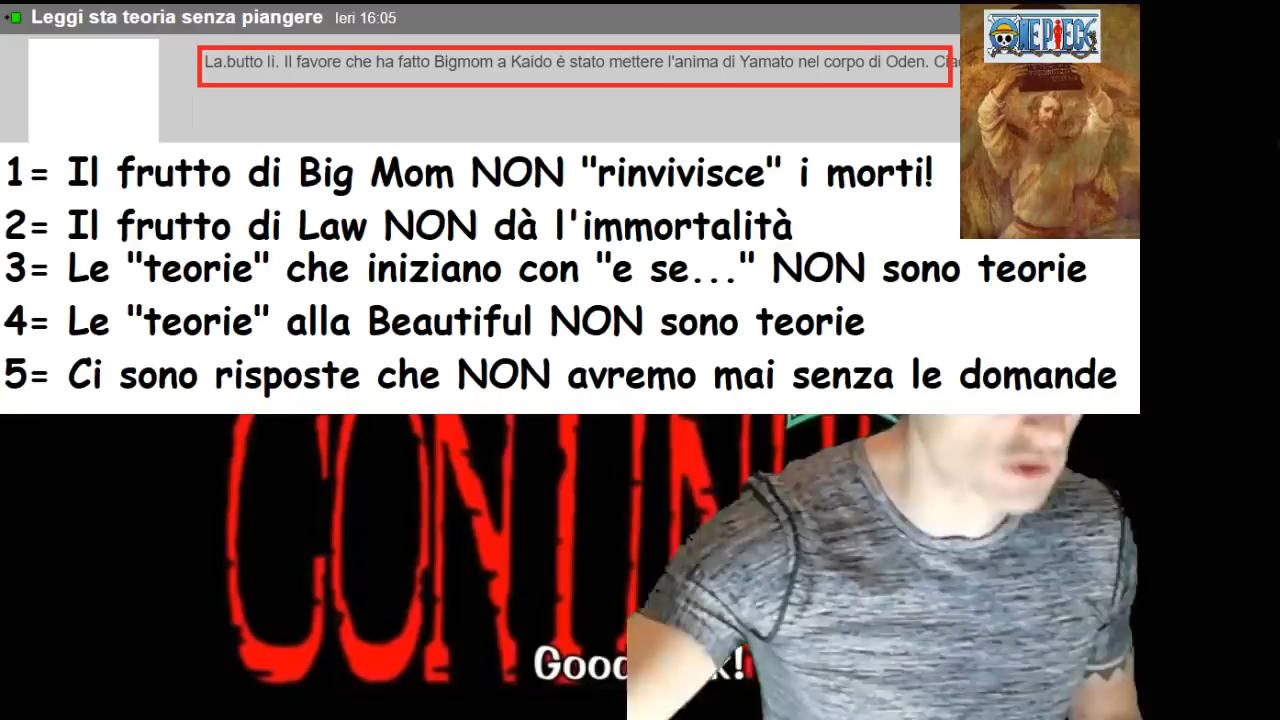 Leggi sta teoria senza piangere Ieri 16:05
ONE PIECE
La.butto li. Il favore che ha fatto Bigmom a Kaido è stato mettere l'anima di Yamato nel corpo di Oden.
1= Il frutto di Big Mom NON "rinvivisce" i morti!
2= Il frutto di Law NON dà l'immortalità
3= Le "teorie" che iniziano con "e se..." NON sono teorie
4= Le "teorie" alla Beautiful NON sono teorie
5= Ci sono risposte che NON avremo mai senza le domande